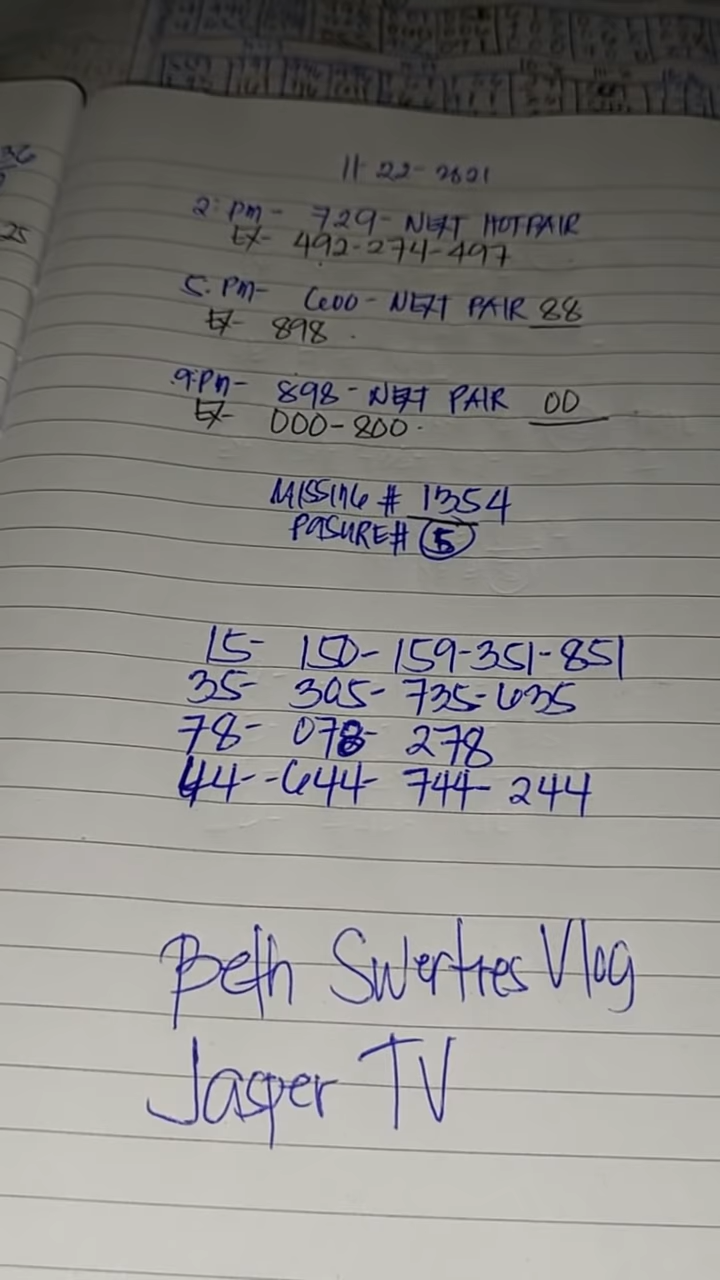 36
25
11-22-2021
2:PM- 729- NEXT HOTPAIR
EX- 492-274-497
5:PM- 600- NEXT PAIR 88
EX- 898
9:PM- 898- NEXT PAIR 00
EX- 000-800
MISSING # 1354
PASURE# 5
15- 150- 159-351-851
35- 305- 735-635
78- 078- 278
44--644- 744- 244
Beth Swertres Vlog
Jasper TV